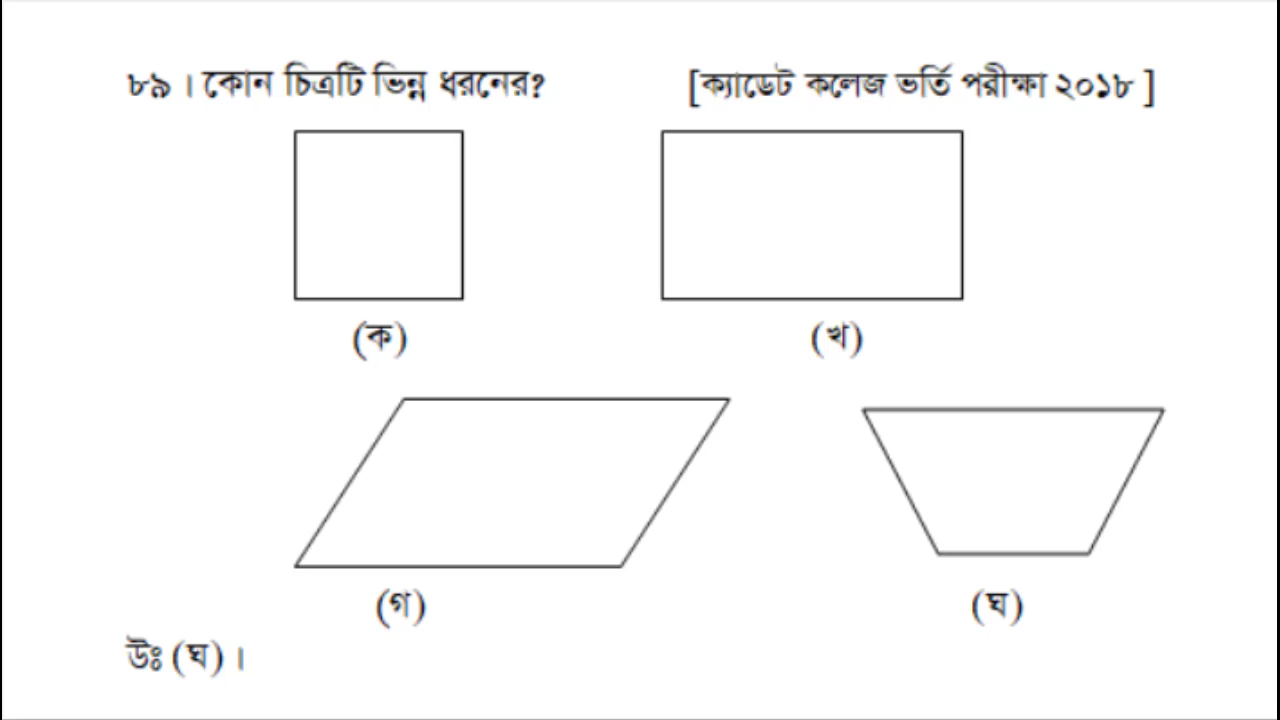 ৮৯ । কোন চিত্রটি ভিন্ন ধরনের? [ক্যাডেট কলেজ ভর্তি পরীক্ষা ২০১৮ ]
(ক) (খ)
(গ) (ঘ)
উঃ (ঘ) ।